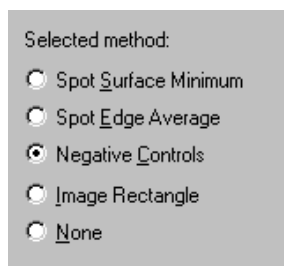 Selected method:
Spot Surface Minimum
Spot Edge Average
Negative Controls
Image Rectangle
None